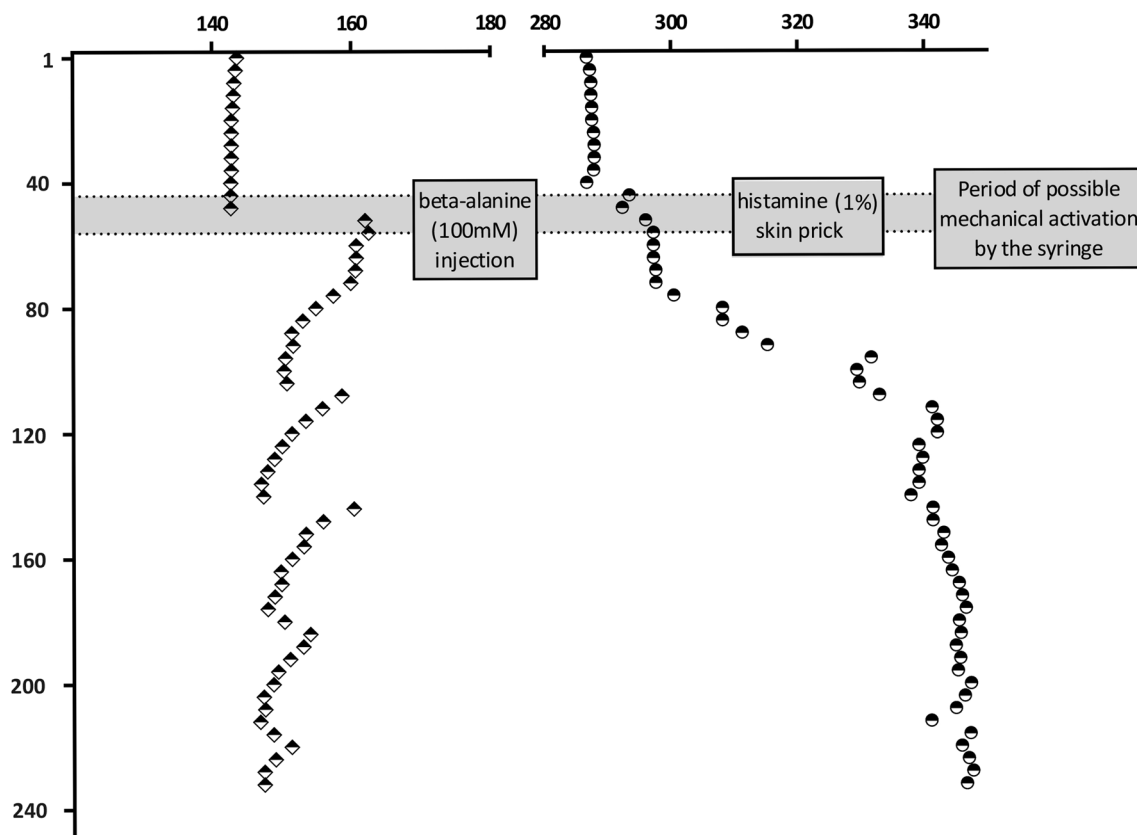 140 160 180 280 300 320 340
1
40
80
120
160
200
240
beta-alanine
(100mM)
injection
histamine (1%)
skin prick
Period of possible
mechanical activation
by the syringe